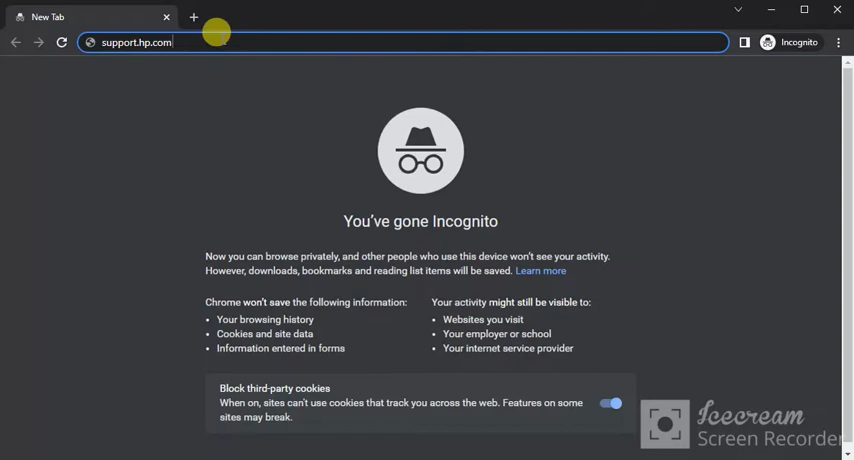 New Tab
support.hp.com
Incognito
You've gone Incognito
Now you can browse privately, and other people who use this device won't see your activity.
However, downloads, bookmarks and reading list items will be saved. Learn more
Chrome won't save the following information:
• Your browsing history
• Cookies and site data
• Information entered in forms
Your activity might still be visible to:
• Websites you visit
• Your employer or school
• Your internet service provider
Block third-party cookies
When on, sites can't use cookies that track you across the web. Features on some
sites may break.
Icecream
Screen Recorder